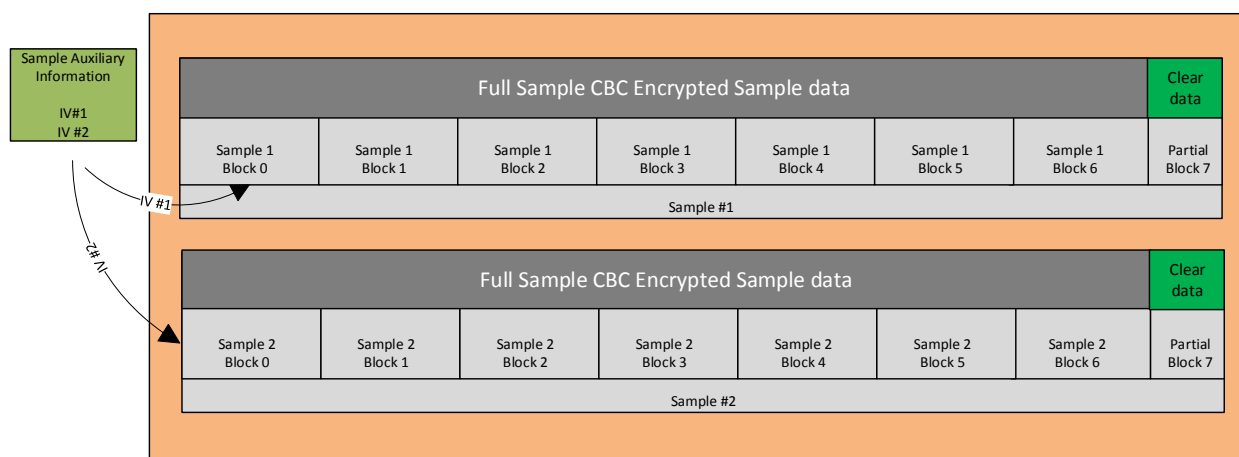 Sample Auxiliary
Information
IV#1
IV #2
IV #1
IV #2
Full Sample CBC Encrypted Sample data
Clear
data
Sample 1
Block 0
Sample 1
Block 1
Sample 1
Block 2
Sample 1
Block 3
Sample 1
Block 4
Sample 1
Block 5
Sample 1
Block 6
Partial
Block 7
Sample #1
Full Sample CBC Encrypted Sample data
Clear
data
Sample 2
Block 0
Sample 2
Block 1
Sample 2
Block 2
Sample 2
Block 3
Sample 2
Block 4
Sample 2
Block 5
Sample 2
Block 6
Partial
Block 7
Sample #2